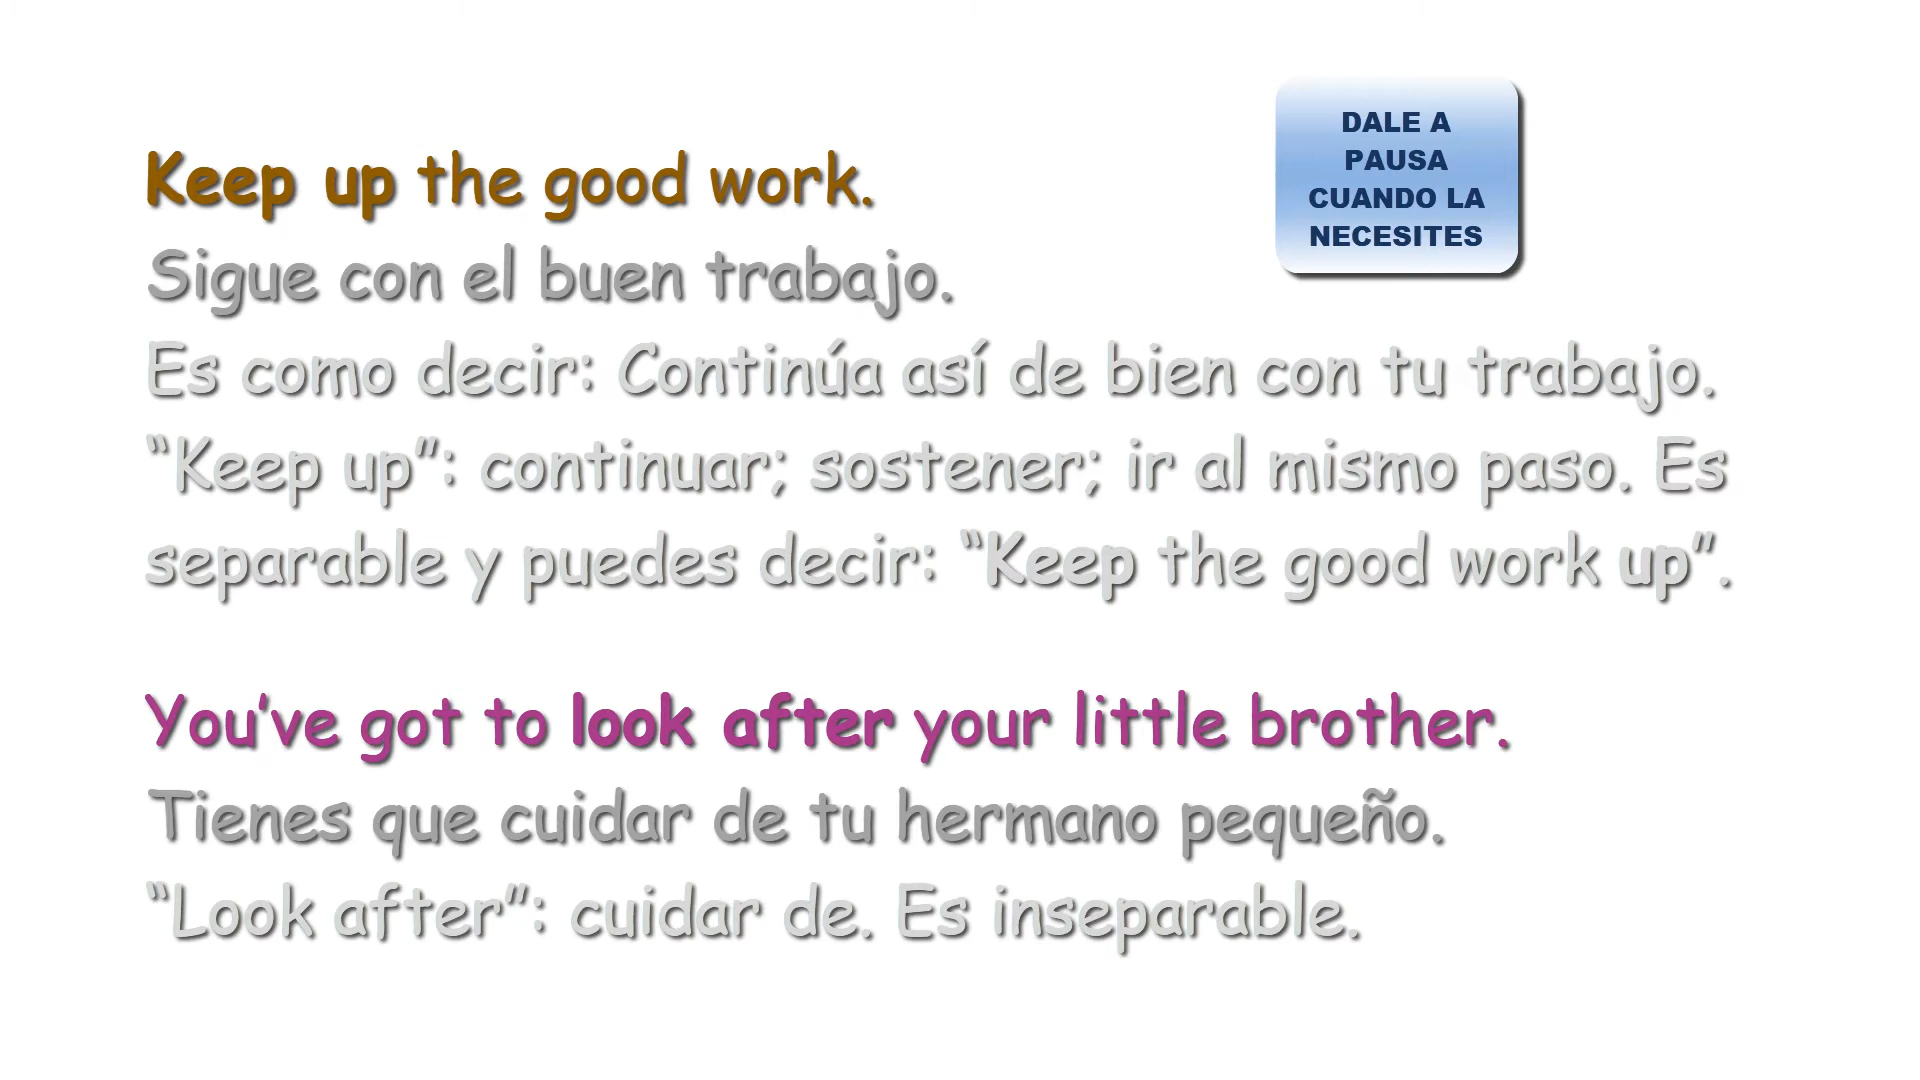 Keep up the good work.
DALE A
PAUSA
CUANDO LA
NECESITES
Sigue con el buen trabajo.
Es como decir: Continúa así de bien con tu trabajo.
“Keep up”: continuar; sostener; ir al mismo paso. Es
separable y puedes decir: “Keep the good work up”.
You’ve got to look after your little brother.
Tienes que cuidar de tu hermano pequeño.
“Look after”: cuidar de. Es inseparable.